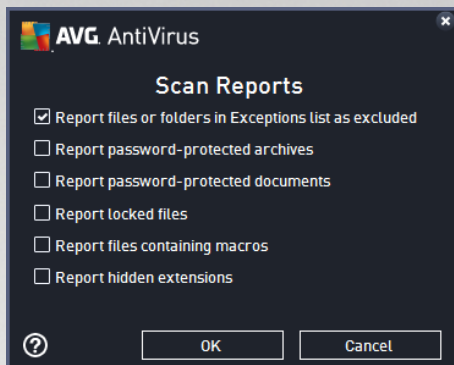 AVG. AntiVirus
Scan Reports
Report files or folders in Exceptions list as excluded
Report password-protected archives
Report password-protected documents
Report locked files
Report files containing macros
Report hidden extensions
? OK Cancel